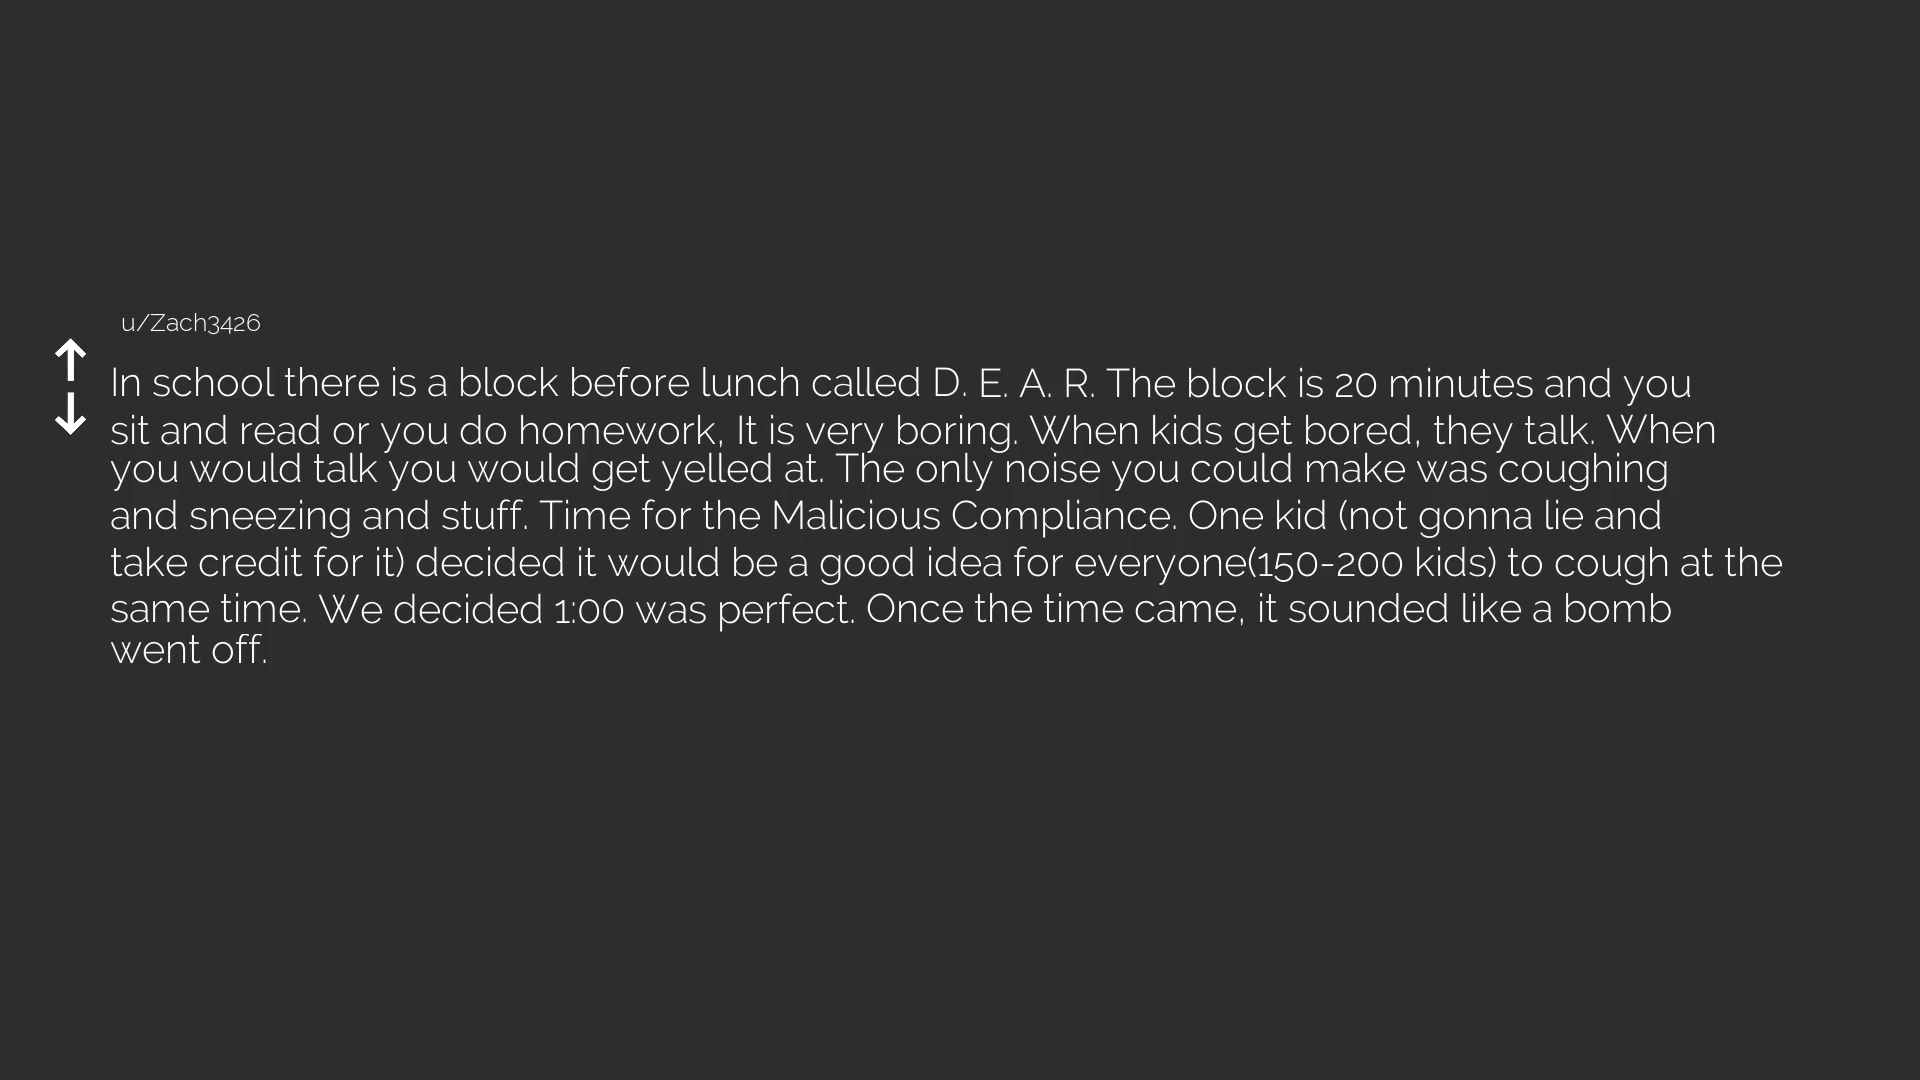 u/Zach3426
In school there is a block before lunch called D. E. A. R. The block is 20 minutes and you
sit and read or you do homework, It is very boring. When kids get bored, they talk. When
you would talk you would get yelled at. The only noise you could make was coughing
and sneezing and stuff. Time for the Malicious Compliance. One kid (not gonna lie and
take credit for it) decided it would be a good idea for everyone(150-200 kids) to cough at the
same time. We decided 1:00 was perfect. Once the time came, it sounded like a bomb
went off.